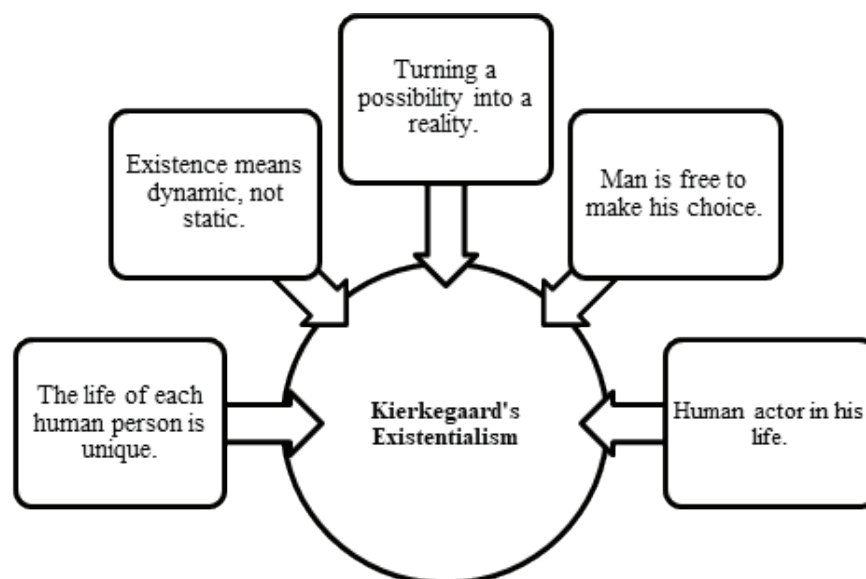 Turning a
possibility into a
reality.
Existence means
dynamic, not
static.
Man is free to
make his choice.
The life of each
human person is
unique.
Kierkegaard's
Existentialism
Human actor in his
life.